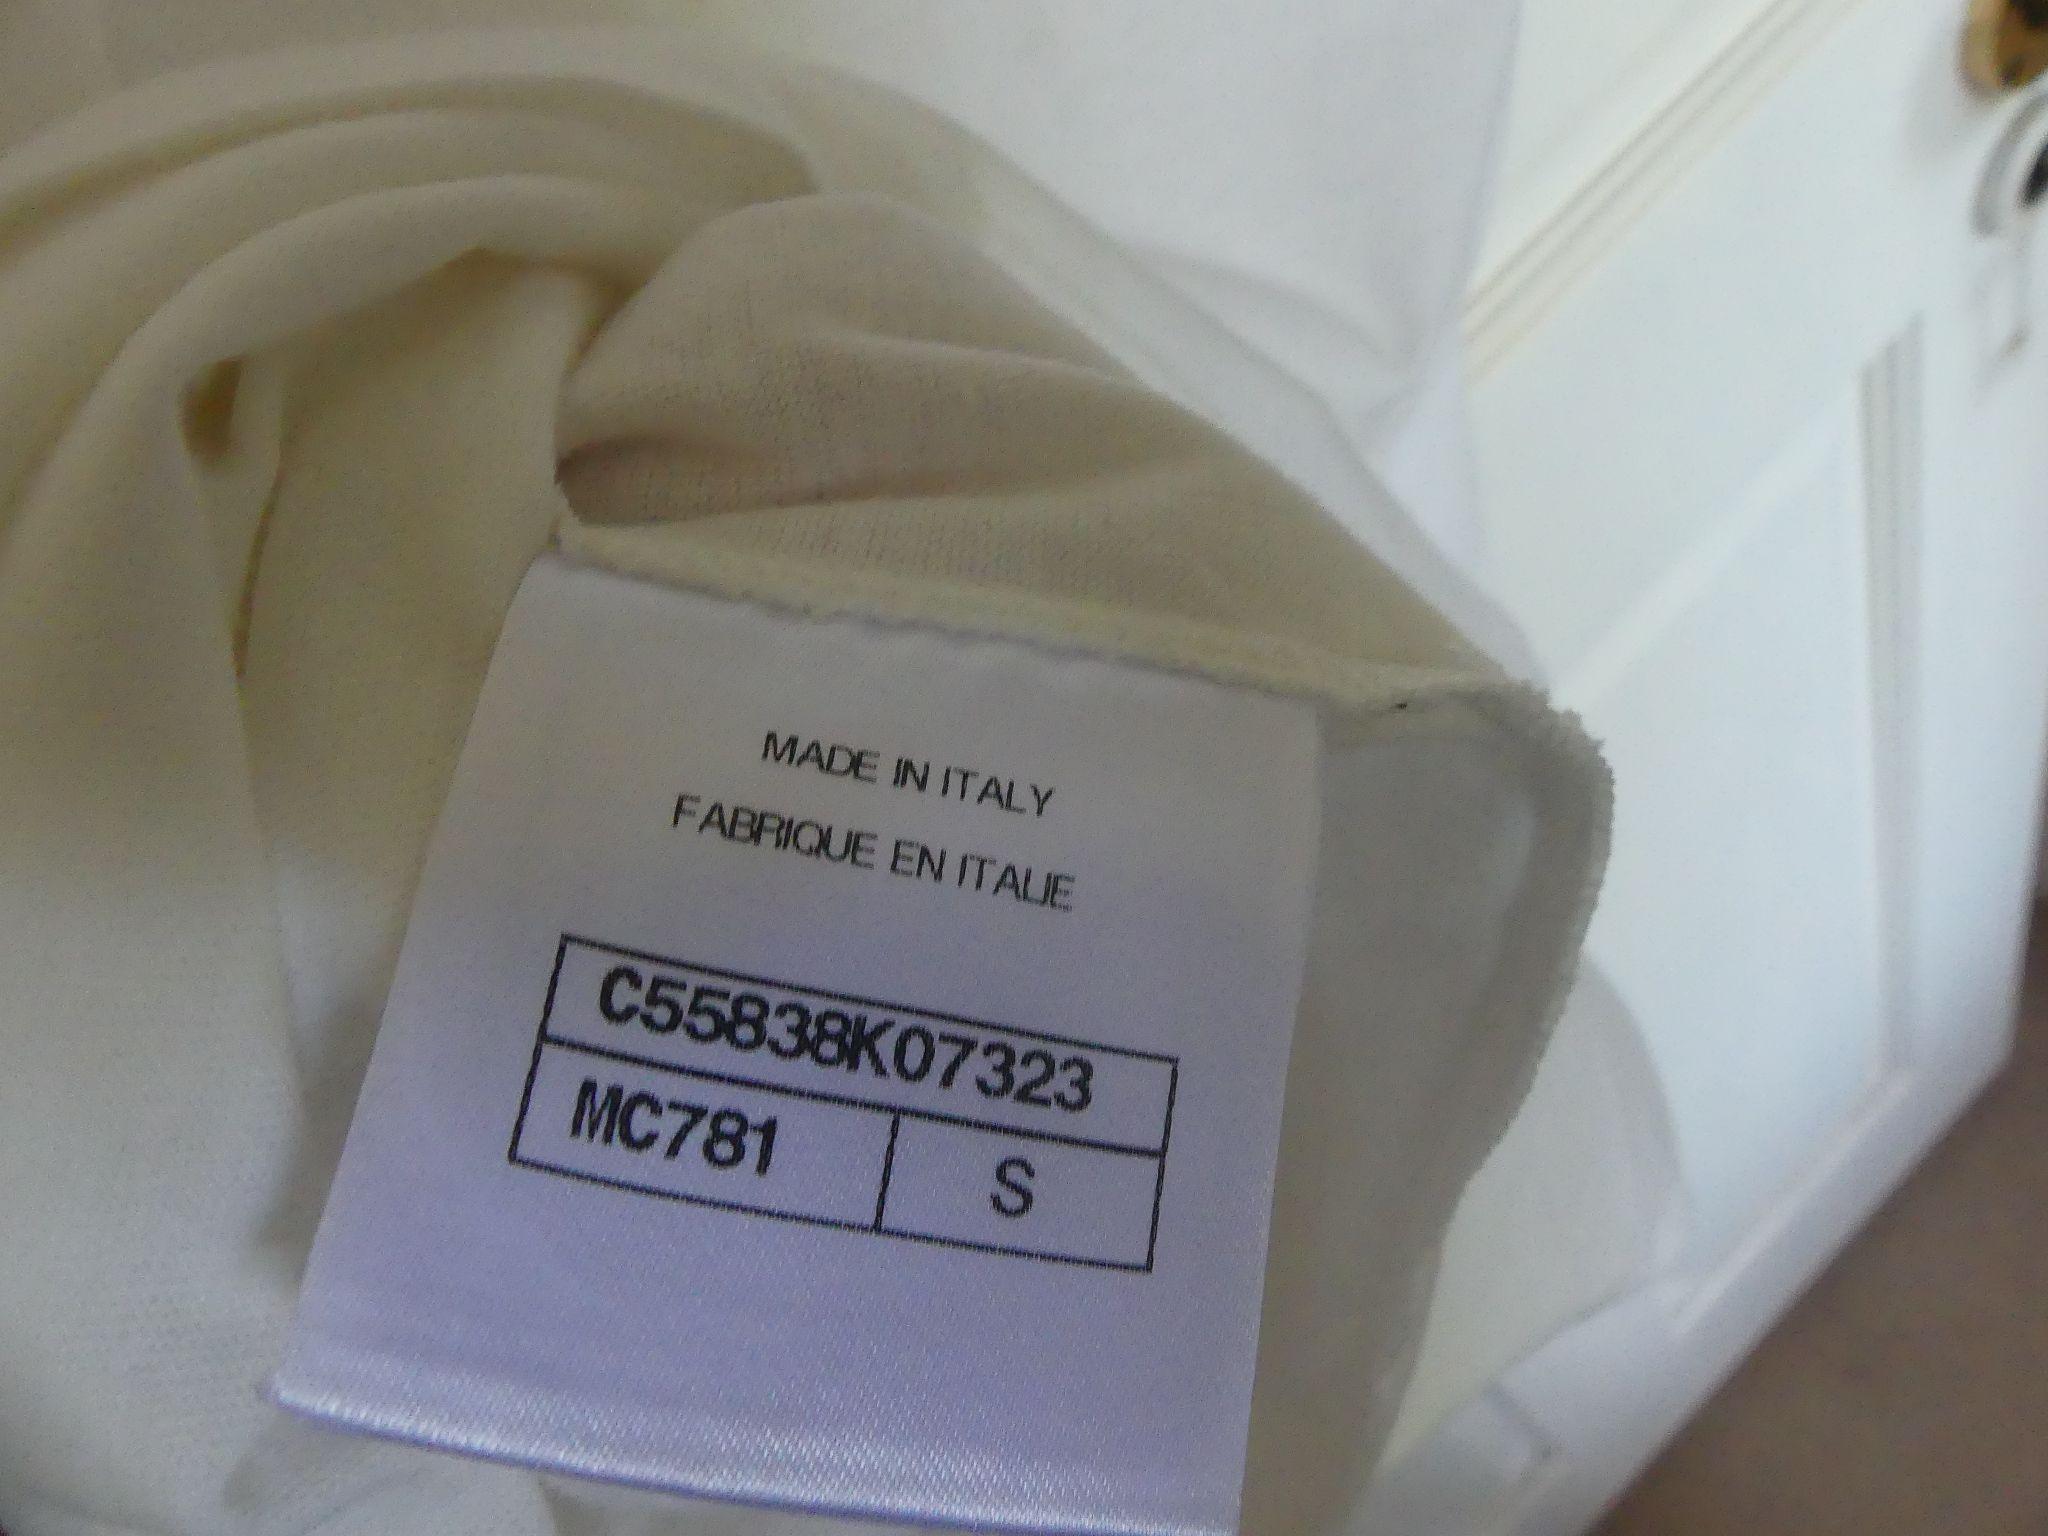 MADE IN ITALY
FABRIQUE EN ITALIE
C55838K07323
MC781 S